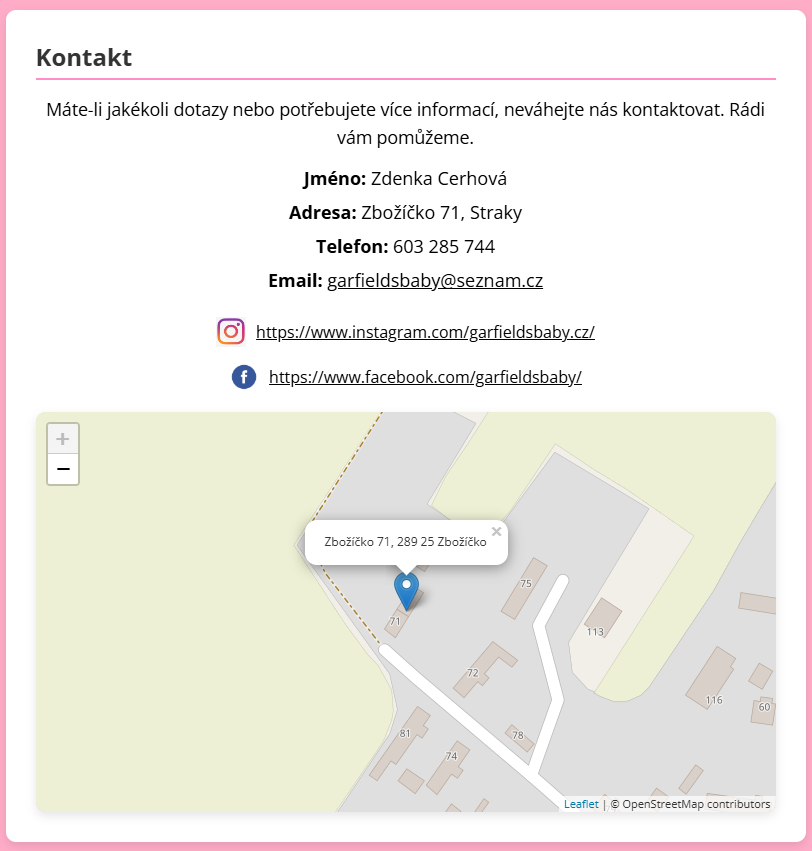 Kontakt
Máte-li jakékoli dotazy nebo potřebujete více informací, neváhejte nás kontaktovat. Rádi
vám pomůžeme.
Jméno: Zdenka Cerhová
Adresa: Zbožíčko 71, Straky
Telefon: 603 285 744
Email: garfieldsbaby@seznam.cz
https://www.instagram.com/garfieldsbaby.cz/
https://www.facebook.com/garfieldsbaby/
+
−
Zbožíčko 71, 289 25 Zbožíčko ×
75
71
113
72
116
60
81
78
74
Leaflet | © OpenStreetMap contributors